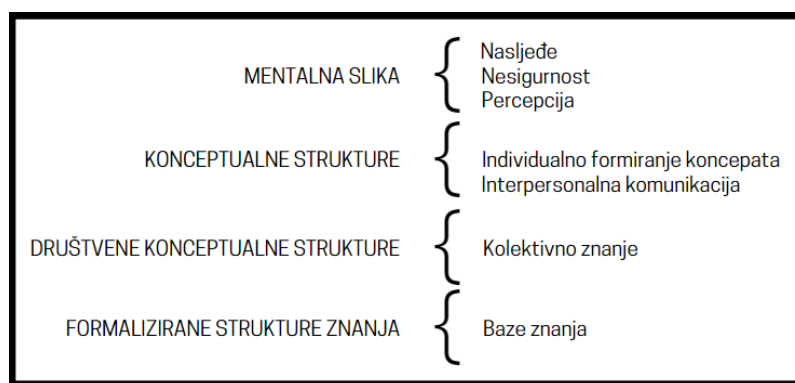 MENTALNA SLIKA
Nasljeđe
Nesigurnost
Percepcija
KONCEPTUALNE STRUKTURE
Individualno formiranje koncepata
Interpersonalna komunikacija
DRUŠTVENE KONCEPTUALNE STRUKTURE
Kolektivno znanje
FORMALIZIRANE STRUKTURE ZNANJA
Baze znanja